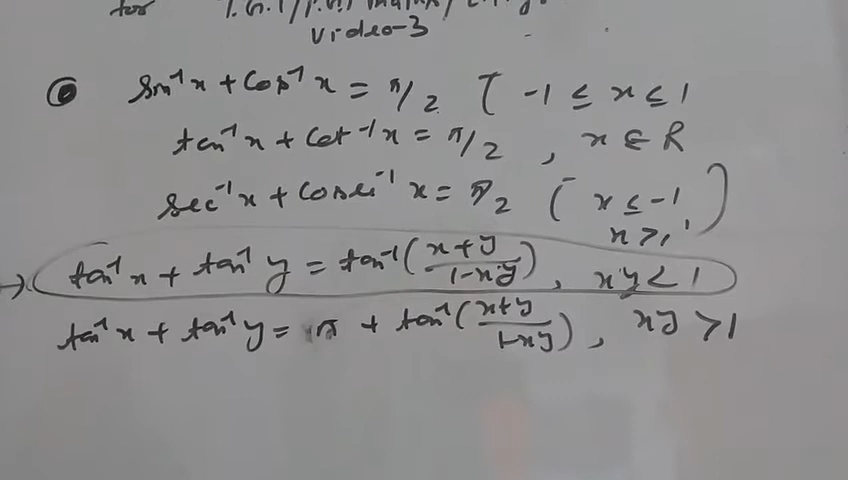 for
video-3
sin⁻¹x + cos⁻¹x = π/2 [ -1 ≤ x ≤ 1
tan⁻¹x + cot⁻¹x = π/2 , x ∈ R
sec⁻¹x + cosec⁻¹x = π/2 ( x ≤ -1
x ≥ 1 )
→ tan⁻¹x + tan⁻¹y = tan⁻¹(x+y/1-xy), xy < 1
tan⁻¹x + tan⁻¹y = π + tan⁻¹(x+y/1-xy), xy > 1